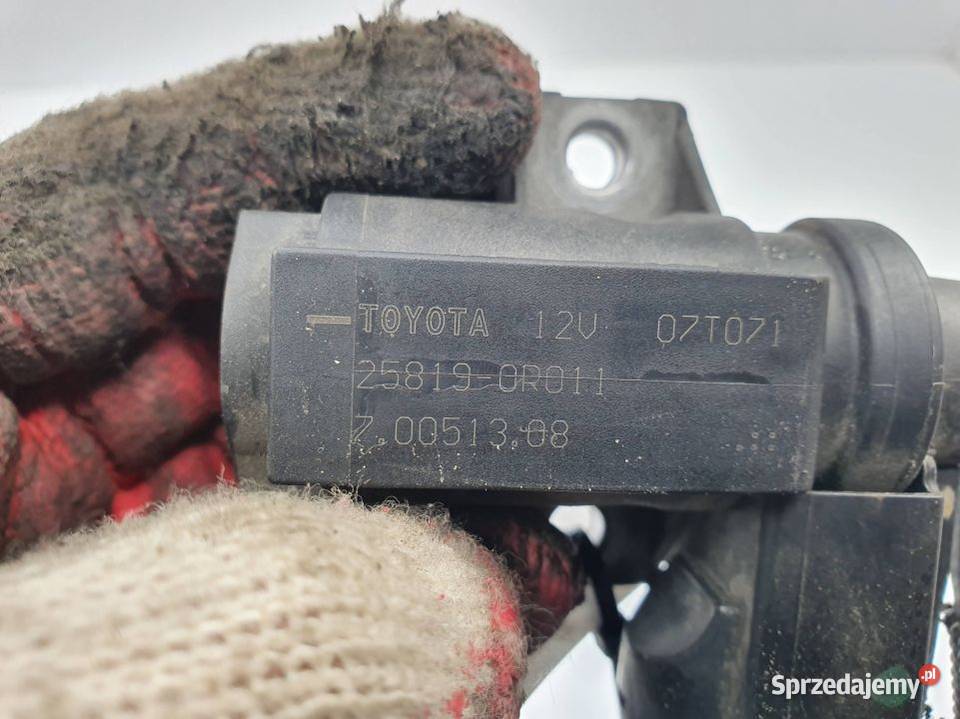 TOYOTA 12V 07T071
25819-0R011
7.00513.08
Sprzedajemy.pl